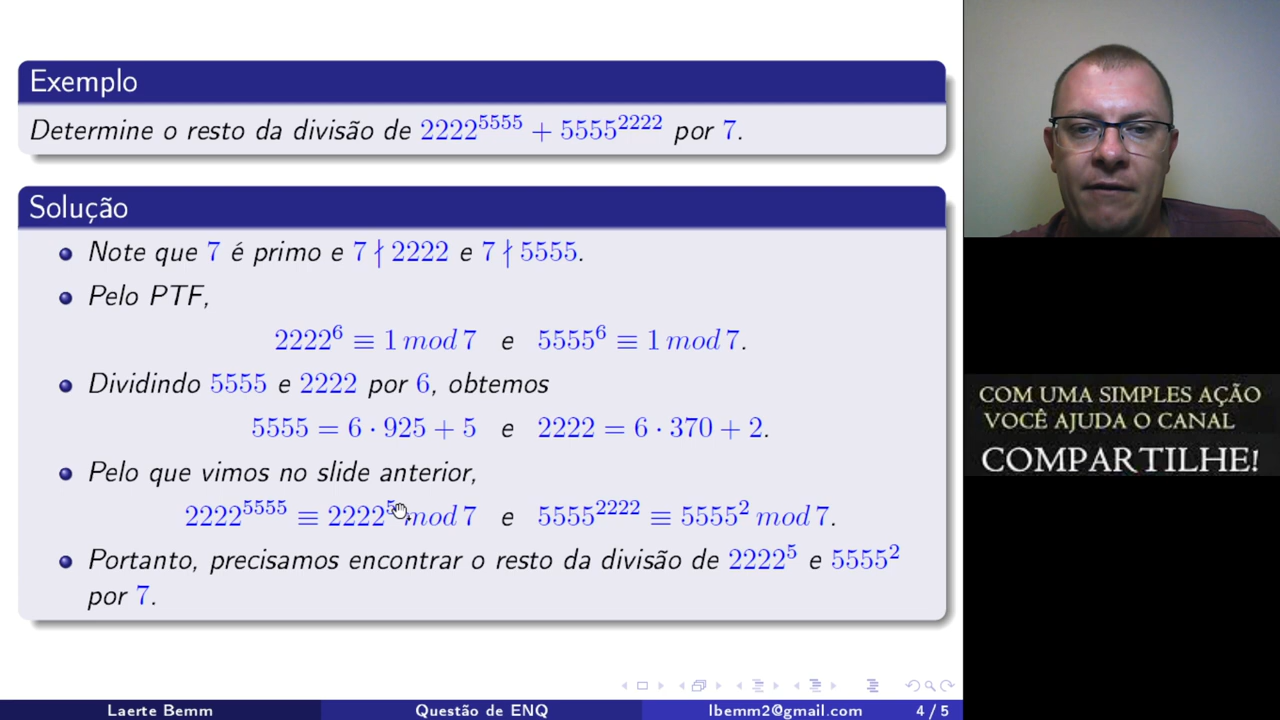 Exemplo
Determine o resto da divisão de 2222^5555 + 5555^2222 por 7.
Solução
Note que 7 é primo e 7 ∤ 2222 e 7 ∤ 5555.
Pelo PTF,
2222^6 ≡ 1 mod 7 e 5555^6 ≡ 1 mod 7.
Dividindo 5555 e 2222 por 6, obtemos
5555 = 6 · 925 + 5 e 2222 = 6 · 370 + 2.
Pelo que vimos no slide anterior,
2222^5555 ≡ 2222^5 mod 7 e 5555^2222 ≡ 5555^2 mod 7.
Portanto, precisamos encontrar o resto da divisão de 2222^5 e 5555^2
por 7.
COM UMA SIMPLES AÇÃO
VOCÊ AJUDA O CANAL
COMPARTILHE!
Laerte Bemm Questão de ENQ lbemm2@gmail.com 4 / 5